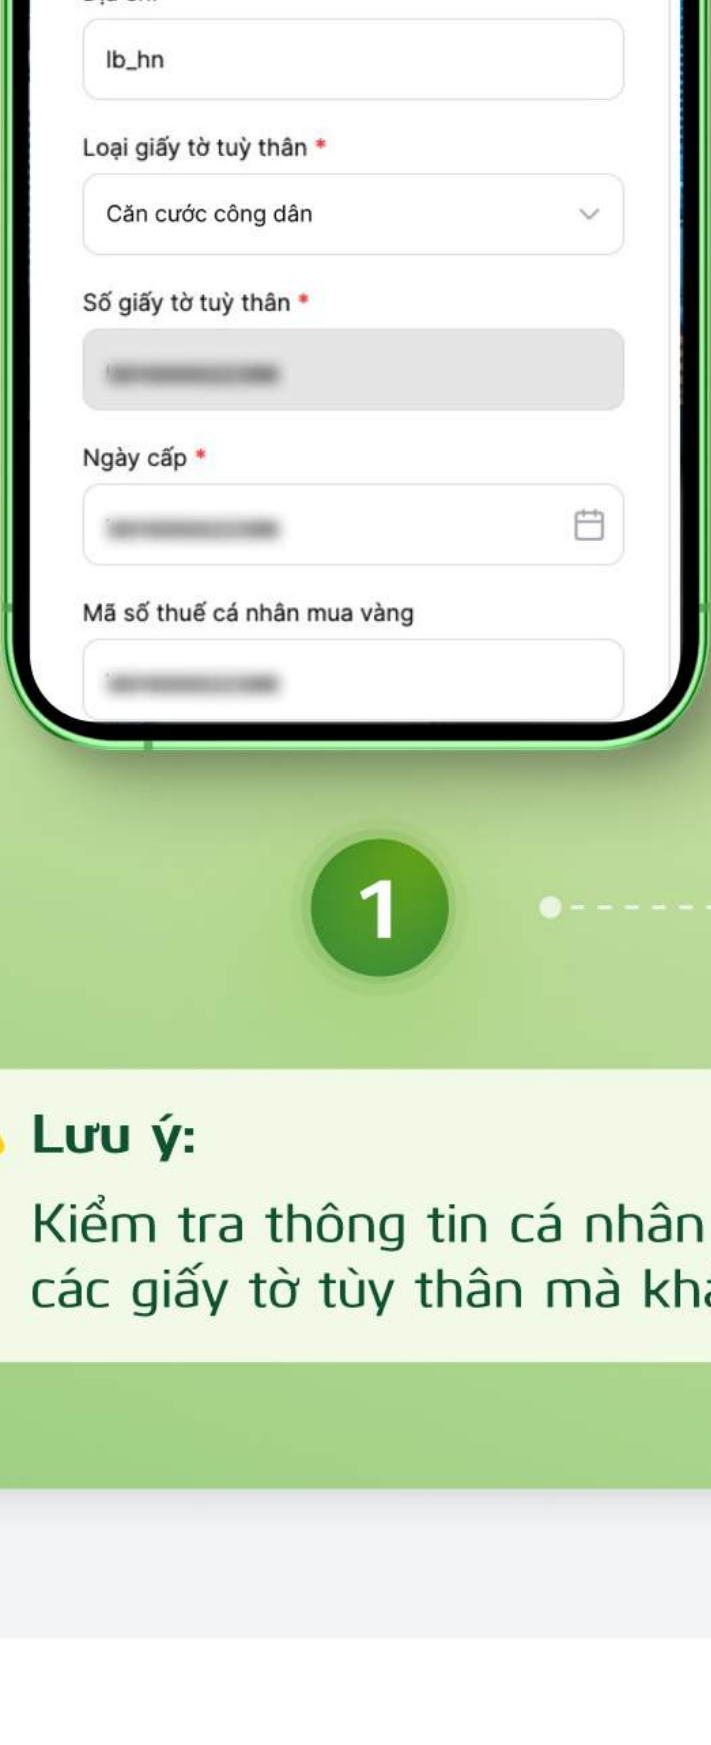 lb_hn
Loại giấy tờ tuỳ thân *
Căn cước công dân
Số giấy tờ tuỳ thân *
Ngày cấp *
Mã số thuế cá nhân mua vàng
1
Lưu ý:
Kiểm tra thông tin cá nhân
các giấy tờ tùy thân mà